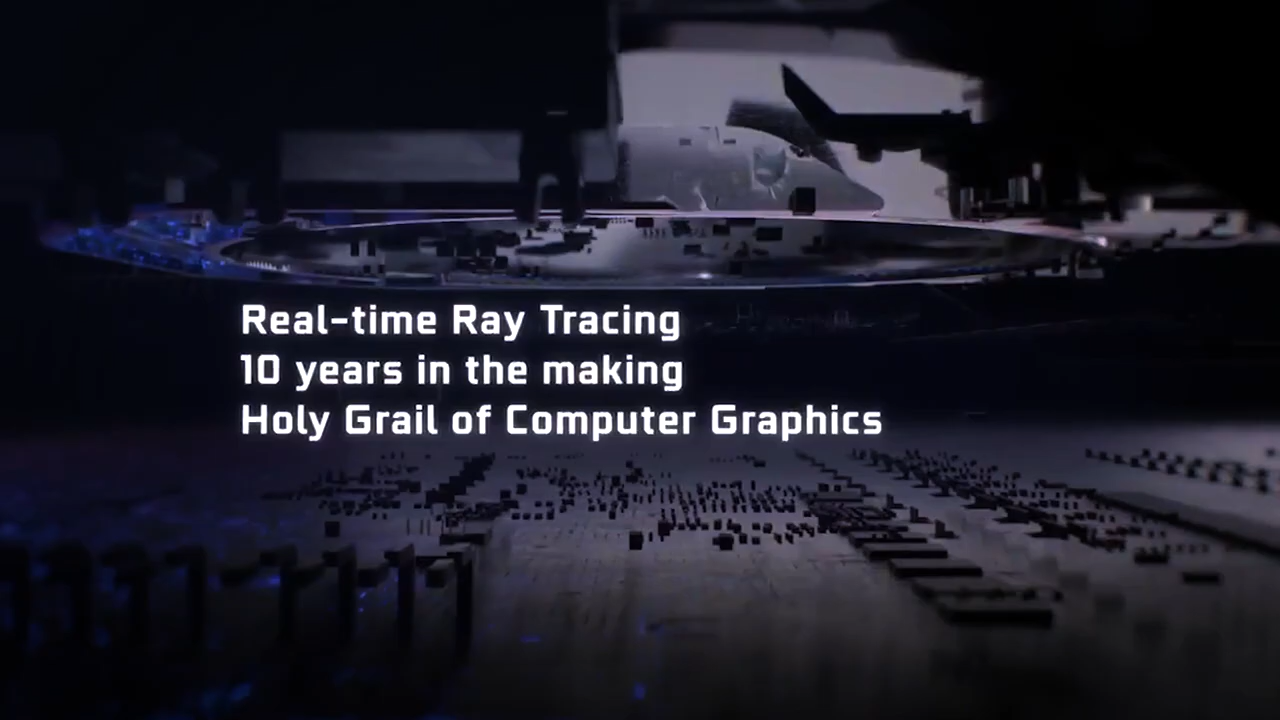 Real-time Ray Tracing
10 years in the making
Holy Grail of Computer Graphics